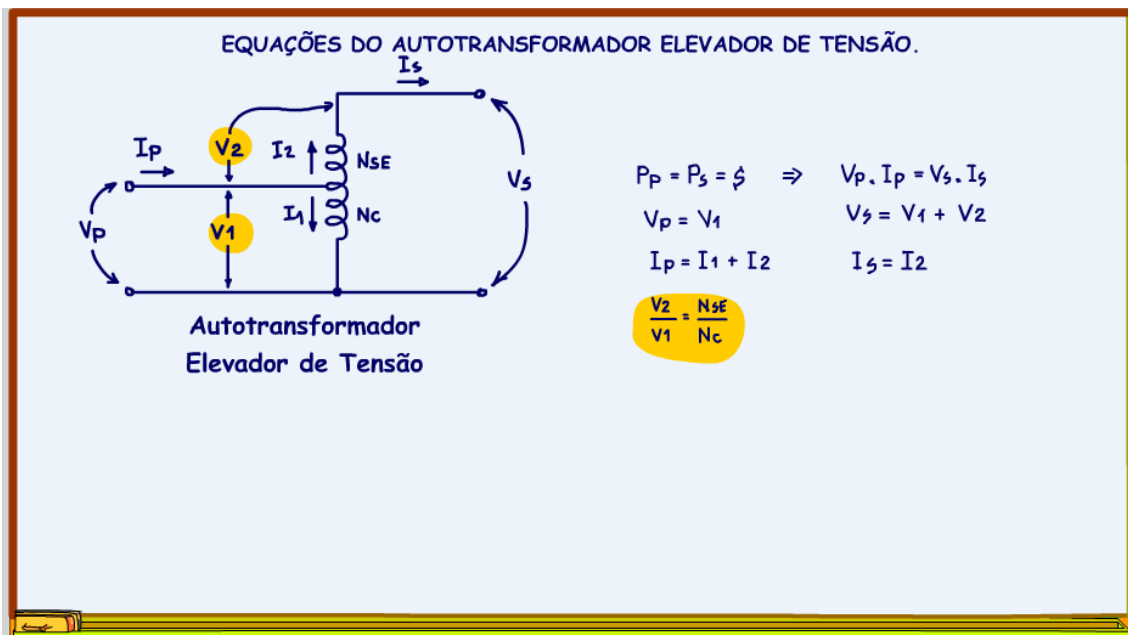 EQUAÇÕES DO AUTOTRANSFORMADOR ELEVADOR DE TENSÃO.
Is
Ip
V2
I2
NSE
Vs
Vp
V1
I1
Nc
Autotransformador
Elevador de Tensão
Pp = Ps = S ⇒ Vp. Ip = Vs. Is
Vp = V1 Vs = V1 + V2
Ip = I1 + I2 Is = I2
V2/V1 = NSE/Nc